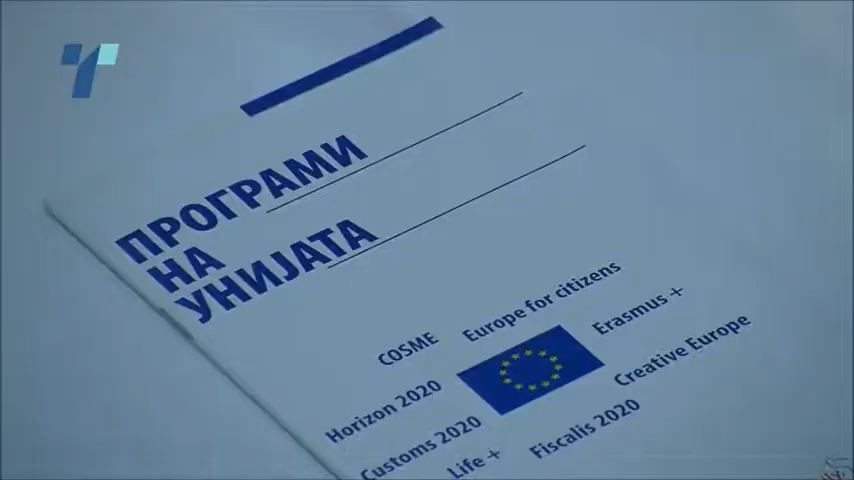 ПРОГРАМИ
НА
УНИЈАТА
COSME
Europe for citizens
Horizon 2020
Erasmus +
Customs 2020
Creative Europe
Life +
Fiscalis 2020